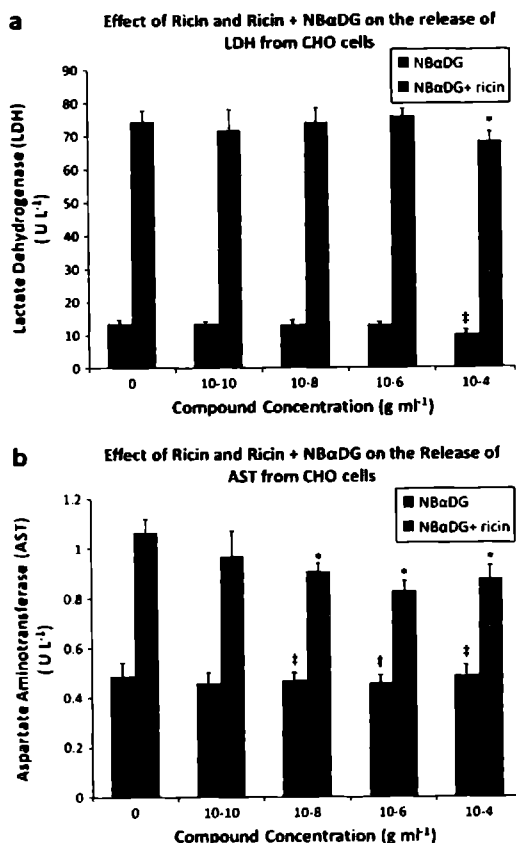 a
Effect of Ricin and Ricin + NBαDG on the release of
LDH from CHO cells
90
80
70
60
50
40
30
20
10
0
Lactate Dehydrogenase (LDH)
( U L-1)
NBαDG
NBαDG+ ricin
*
‡
0 10-10 10-8 10-6 10-4
Compound Concentration (g ml-1)
b
Effect of Ricin and Ricin + NBαDG on the Release of
AST from CHO cells
1.2
1
0.8
0.6
0.4
0.2
0
Aspartate Aminotransferase (AST)
( U L-1)
NBαDG
NBαDG+ ricin
* * *
‡ † ‡
0 10-10 10-8 10-6 10-4
Compound Concentration (g ml-1)